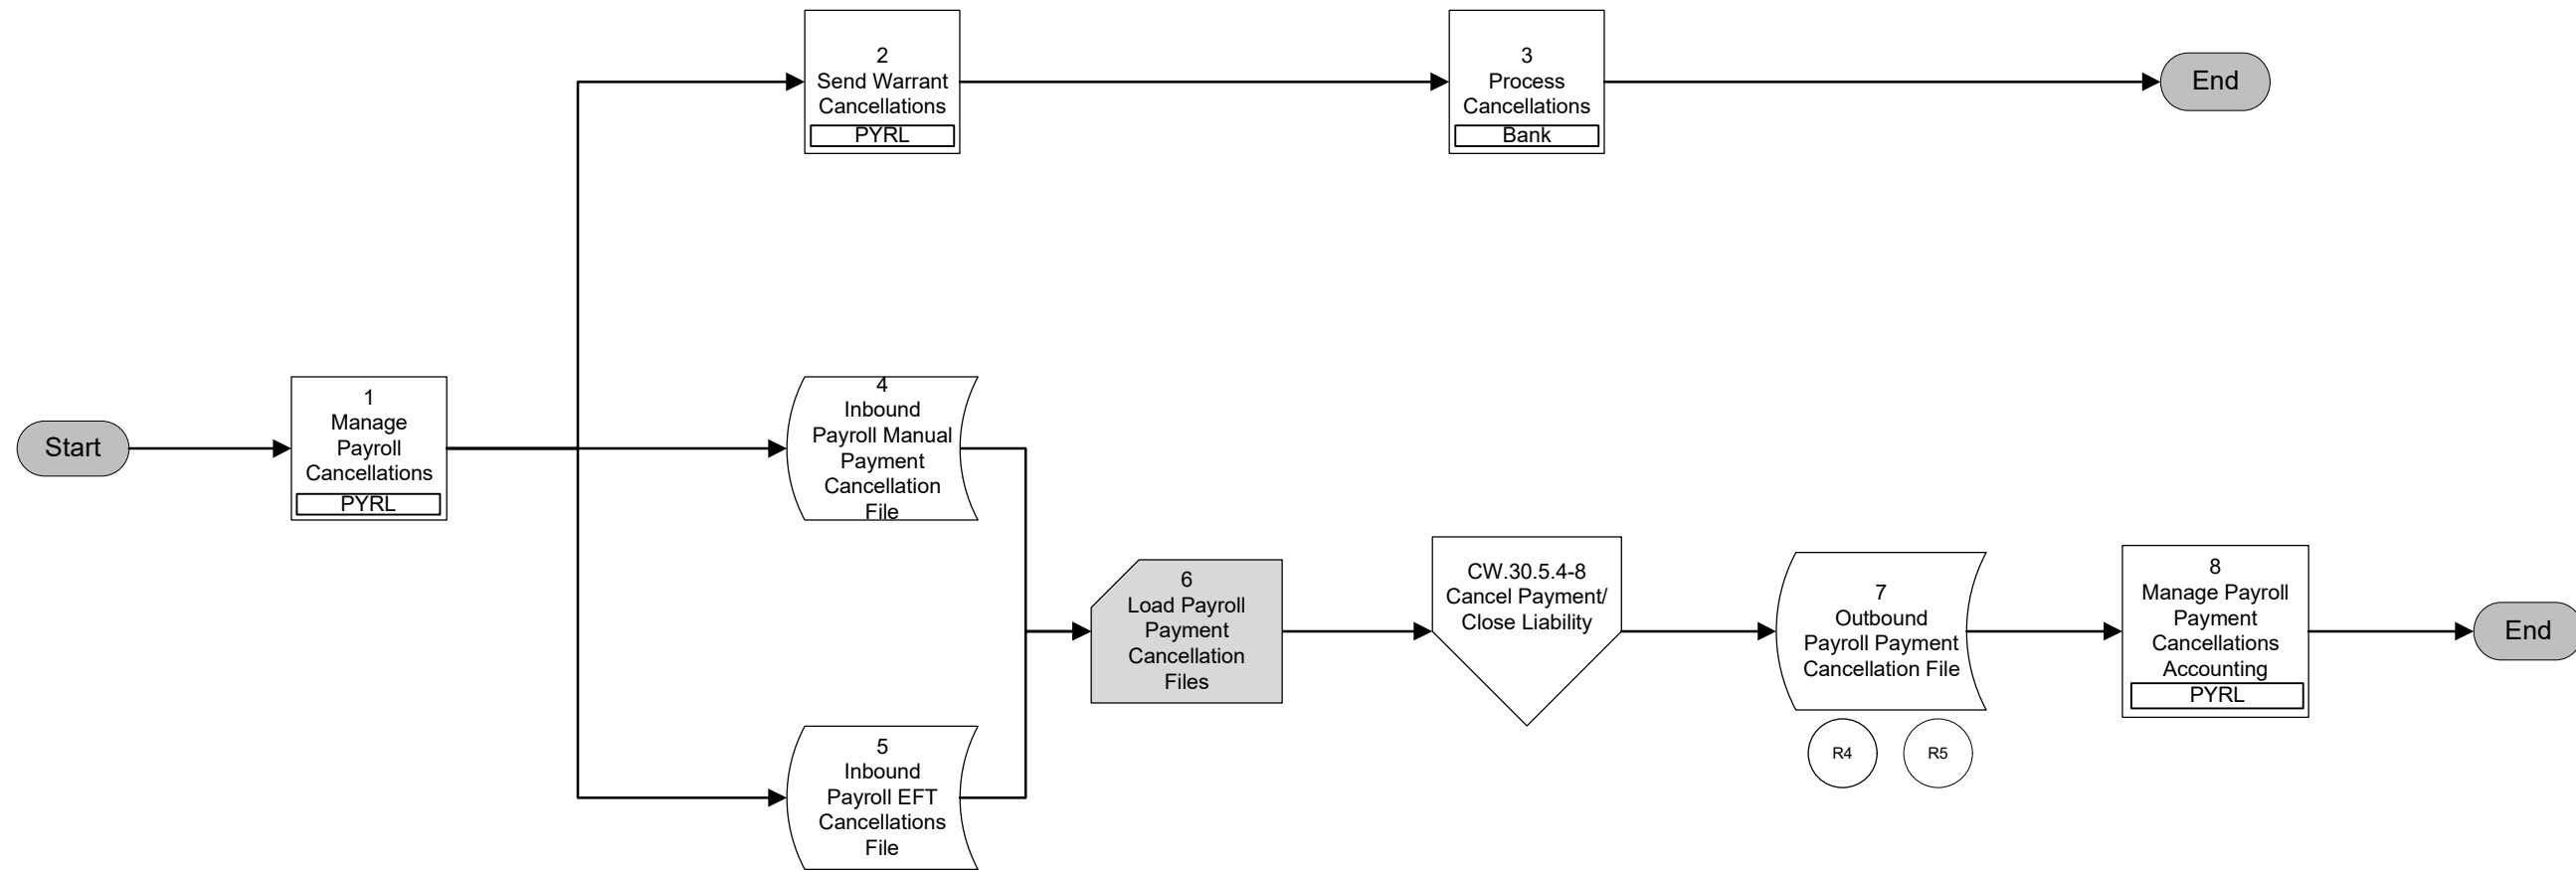 2
Send Warrant
Cancellations
PYRL
3
Process
Cancellations
Bank
End
Start
1
Manage
Payroll
Cancellations
PYRL
4
Inbound
Payroll Manual
Payment
Cancellation
File
5
Inbound
Payroll EFT
Cancellations
File
6
Load Payroll
Payment
Cancellation
Files
CW.30.5.4-8
Cancel Payment/
Close Liability
7
Outbound
Payroll Payment
Cancellation File
R4
R5
8
Manage Payroll
Payment
Cancellations
Accounting
PYRL
End